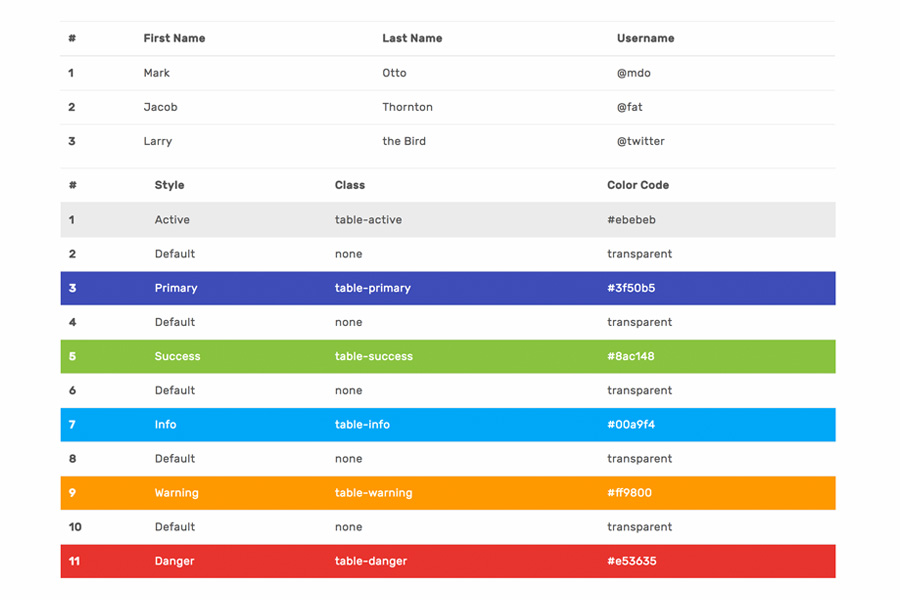 # First Name Last Name Username
1 Mark Otto @mdo
2 Jacob Thornton @fat
3 Larry the Bird @twitter
# Style Class Color Code
1 Active table-active #ebebeb
2 Default none transparent
3 Primary table-primary #3f50b5
4 Default none transparent
5 Success table-success #8ac148
6 Default none transparent
7 Info table-info #00a9f4
8 Default none transparent
9 Warning table-warning #ff9800
10 Default none transparent
11 Danger table-danger #e53635